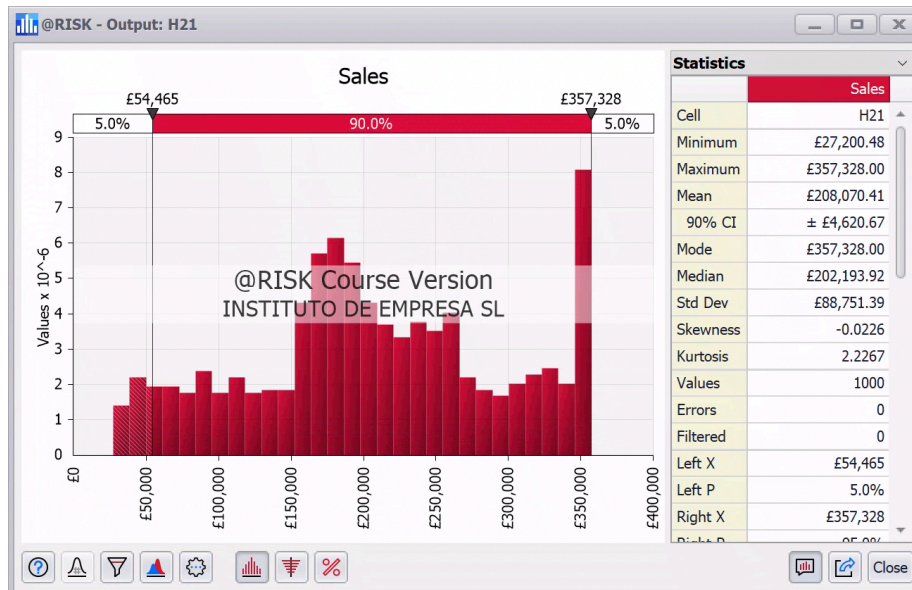 @RISK - Output: H21
Sales
£54,465 £357,328
5.0% 90.0% 5.0%
Values x 10^-6
9
8
7
6
5
4
3
2
1
0
@RISK Course Version
INSTITUTO DE EMPRESA SL
£0 £50,000 £100,000 £150,000 £200,000 £250,000 £300,000 £350,000 £400,000
Statistics
Sales
Cell H21
Minimum £27,200.48
Maximum £357,328.00
Mean £208,070.41
90% CI ± £4,620.67
Mode £357,328.00
Median £202,193.92
Std Dev £88,751.39
Skewness -0.0226
Kurtosis 2.2267
Values 1000
Errors 0
Filtered 0
Left X £54,465
Left P 5.0%
Right X £357,328
Right P 95.0%
Close